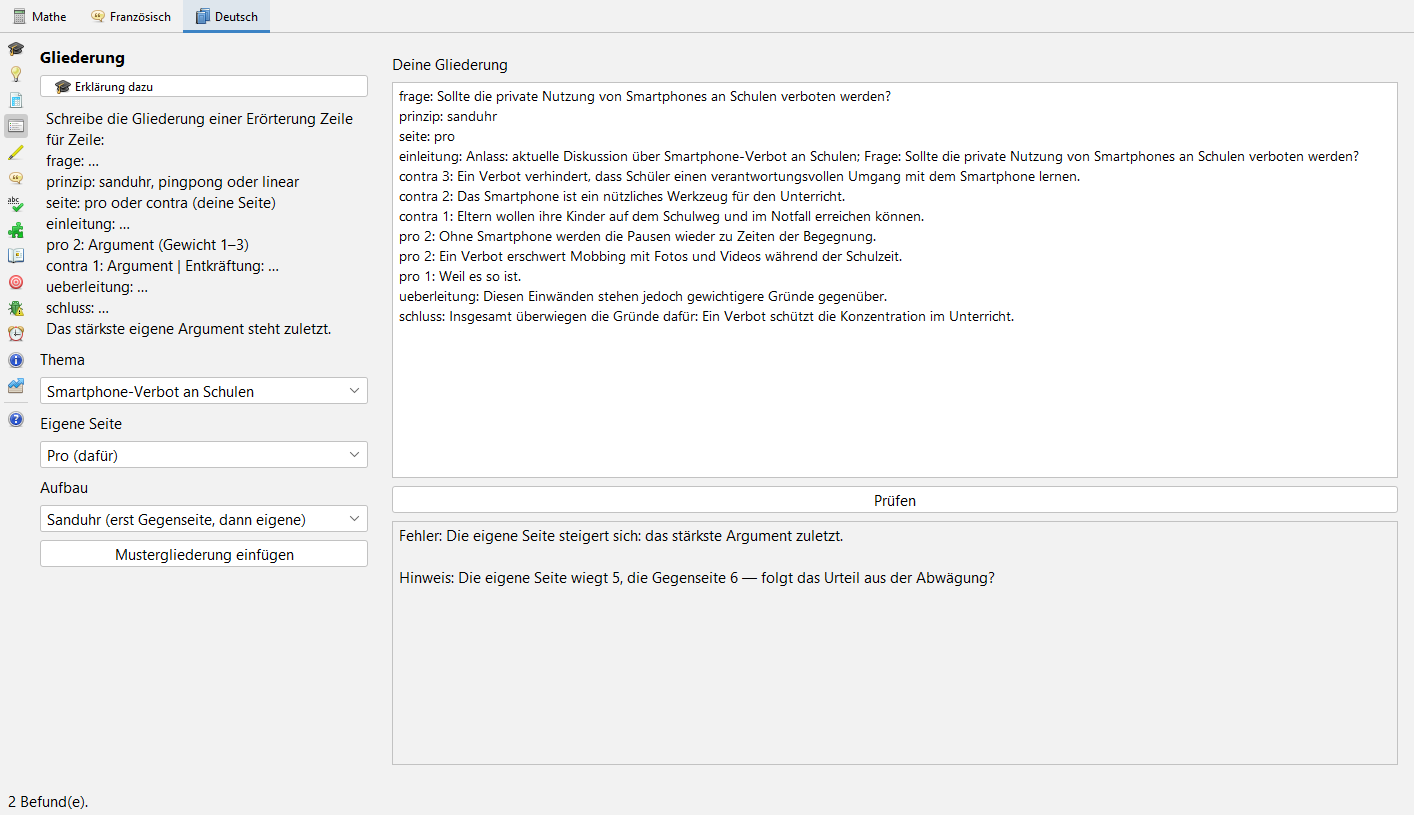 Mathe
Französisch
Deutsch
Gliederung
Erklärung dazu
Schreibe die Gliederung einer Erörterung Zeile
für Zeile:
frage: ...
prinzip: sanduhr, pingpong oder linear
seite: pro oder contra (deine Seite)
einleitung: ...
pro 2: Argument (Gewicht 1–3)
contra 1: Argument | Entkräftung: ...
ueberleitung: ...
schluss: ...
Das stärkste eigene Argument steht zuletzt.
Thema
Smartphone-Verbot an Schulen
Eigene Seite
Pro (dafür)
Aufbau
Sanduhr (erst Gegenseite, dann eigene)
Mustergliederung einfügen
Deine Gliederung
frage: Sollte die private Nutzung von Smartphones an Schulen verboten werden?
prinzip: sanduhr
seite: pro
einleitung: Anlass: aktuelle Diskussion über Smartphone-Verbot an Schulen; Frage: Sollte die private Nutzung von Smartphones an Schulen verboten werden?
contra 3: Ein Verbot verhindert, dass Schüler einen verantwortungsvollen Umgang mit dem Smartphone lernen.
contra 2: Das Smartphone ist ein nützliches Werkzeug für den Unterricht.
contra 1: Eltern wollen ihre Kinder auf dem Schulweg und im Notfall erreichen können.
pro 2: Ohne Smartphone werden die Pausen wieder zu Zeiten der Begegnung.
pro 2: Ein Verbot erschwert Mobbing mit Fotos und Videos während der Schulzeit.
pro 1: Weil es so ist.
ueberleitung: Diesen Einwänden stehen jedoch gewichtigere Gründe gegenüber.
schluss: Insgesamt überwiegen die Gründe dafür: Ein Verbot schützt die Konzentration im Unterricht.
Prüfen
Fehler: Die eigene Seite steigert sich: das stärkste Argument zuletzt.
Hinweis: Die eigene Seite wiegt 5, die Gegenseite 6 — folgt das Urteil aus der Abwägung?
2 Befund(e).